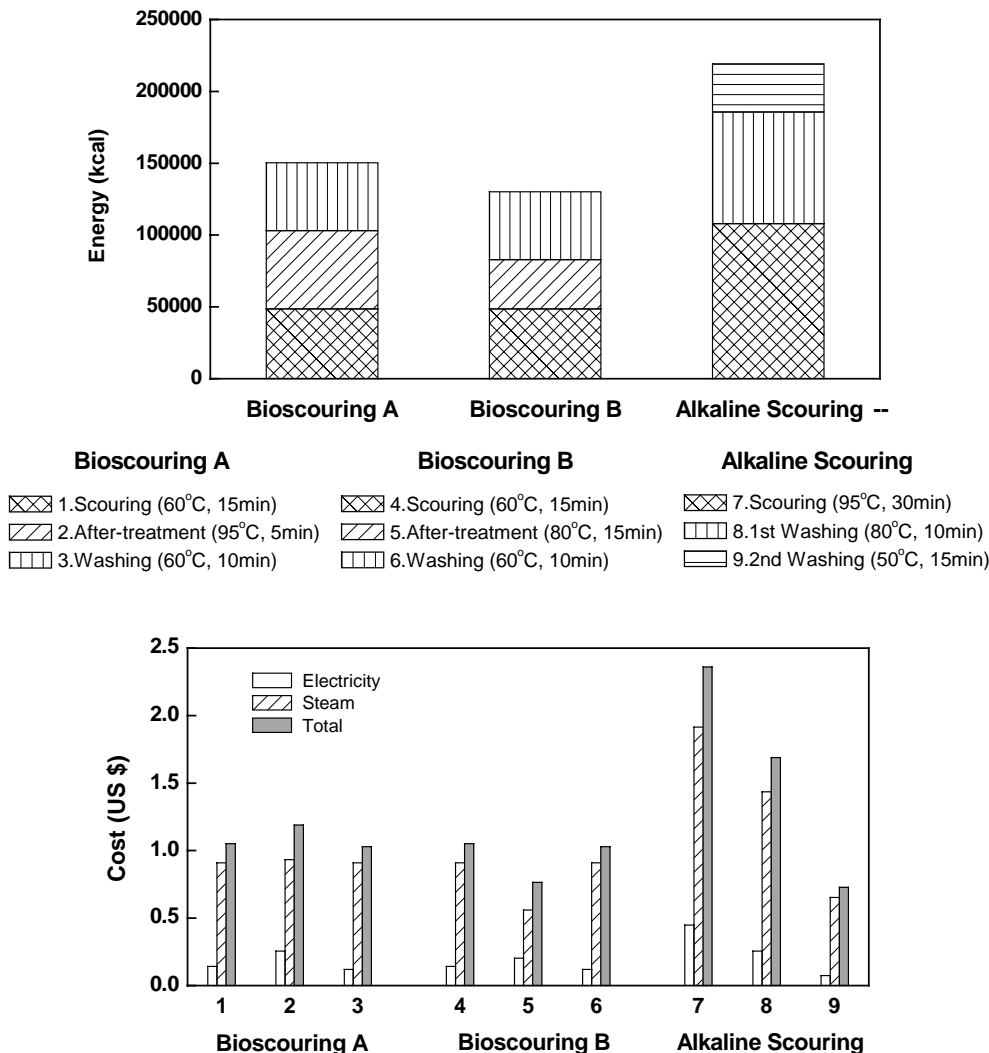 250000
200000
150000
100000
50000
0
Energy (kcal)
Bioscouring A
Bioscouring B
Alkaline Scouring --
Bioscouring A
1.Scouring (60°C, 15min)
2.After-treatment (95°C, 5min)
3.Washing (60°C, 10min)
Bioscouring B
4.Scouring (60°C, 15min)
5.After-treatment (80°C, 15min)
6.Washing (60°C, 10min)
Alkaline Scouring
7.Scouring (95°C, 30min)
8.1st Washing (80°C, 10min)
9.2nd Washing (50°C, 15min)
2.5
2.0
1.5
1.0
0.5
0.0
Cost (US $)
Electricity
Steam
Total
1 2 3 4 5 6 7 8 9
Bioscouring A
Bioscouring B
Alkaline Scouring